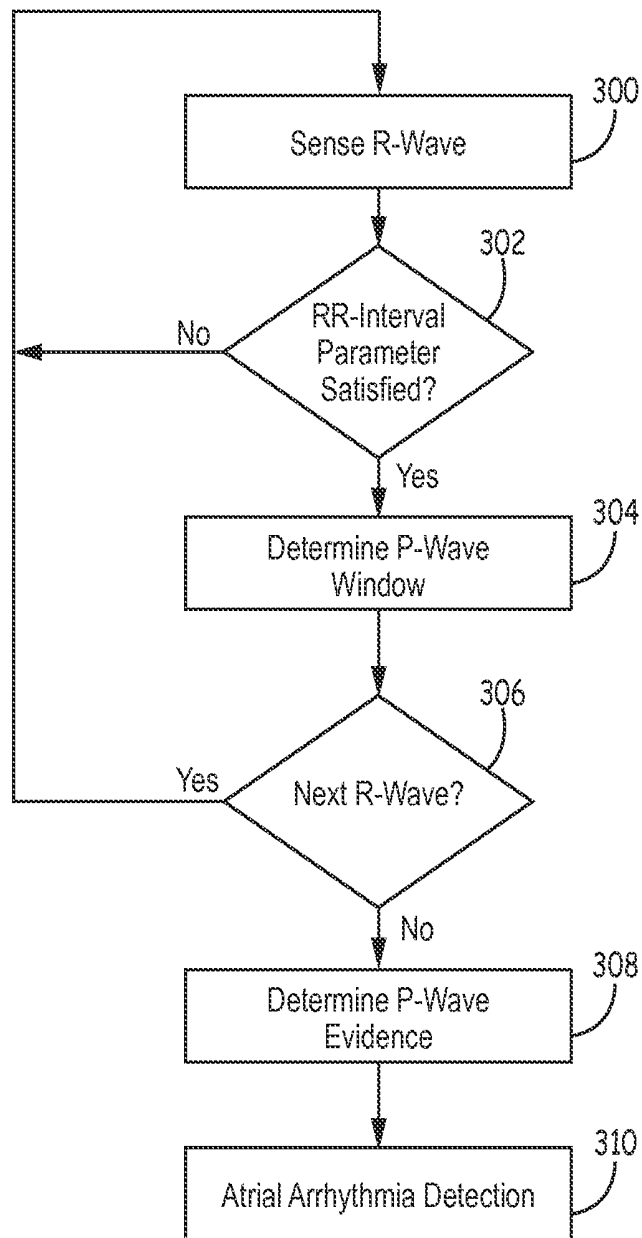 300
Sense R-Wave
302
RR-Interval
Parameter
Satisfied?
No
Yes
304
Determine P-Wave
Window
306
Next R-Wave?
Yes
No
308
Determine P-Wave
Evidence
310
Atrial Arrhythmia Detection